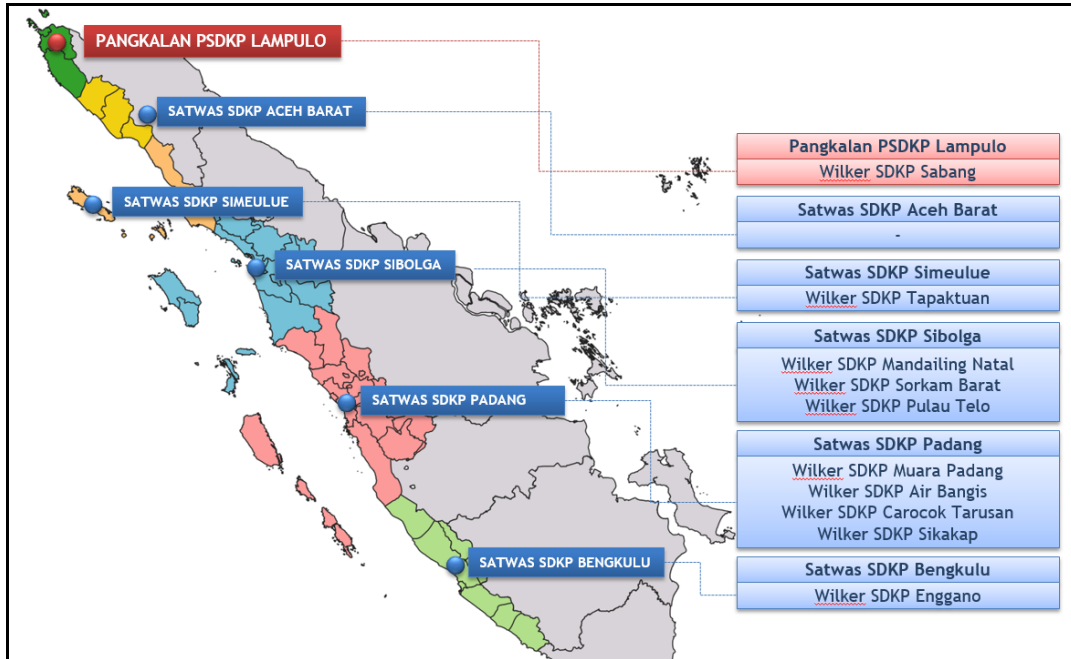 PANGKALAN PSDKP LAMPULO
SATWAS SDKP ACEH BARAT
SATWAS SDKP SIMEULUE
SATWAS SDKP SIBOLGA
SATWAS SDKP PADANG
SATWAS SDKP BENGKULU
Pangkalan PSDKP Lampulo
Wilker SDKP Sabang
Satwas SDKP Aceh Barat
-
Satwas SDKP Simeulue
Wilker SDKP Tapaktuan
Satwas SDKP Sibolga
Wilker SDKP Mandailing Natal
Wilker SDKP Sorkam Barat
Wilker SDKP Pulau Telo
Satwas SDKP Padang
Wilker SDKP Muara Padang
Wilker SDKP Air Bangis
Wilker SDKP Carocok Tarusan
Wilker SDKP Sikakap
Satwas SDKP Bengkulu
Wilker SDKP Enggano